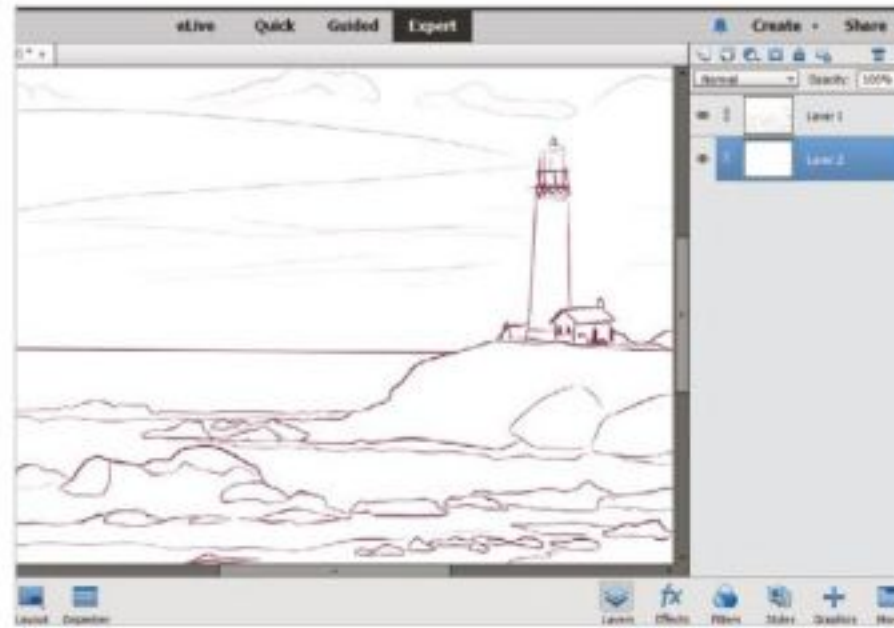 eLive Quick Guided Expert Create Share
Normal Opacity: 100%
Layer 1
Layer 2
Layout Organizer Layers Effects Filters Styles Graphics